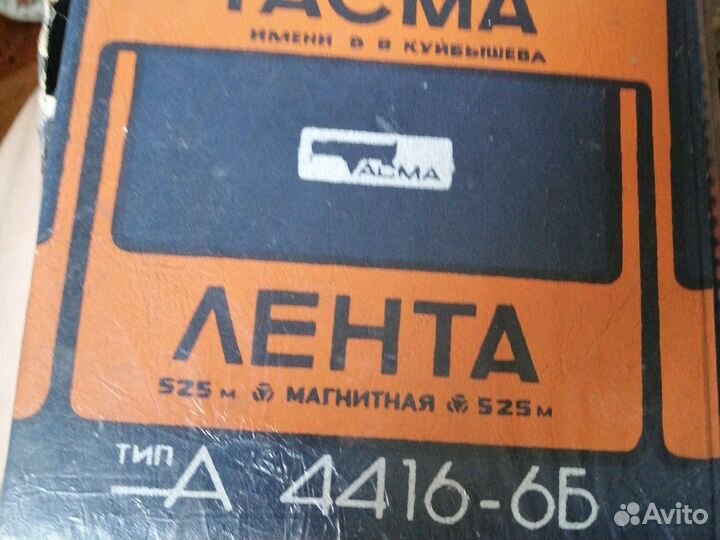 ТАСМА
ИМЕНИ В В КУЙБЫШЕВА
ТАСМА
ЛЕНТА
525 м МАГНИТНАЯ 525 м
ТИП
А 4416-6Б
Avito